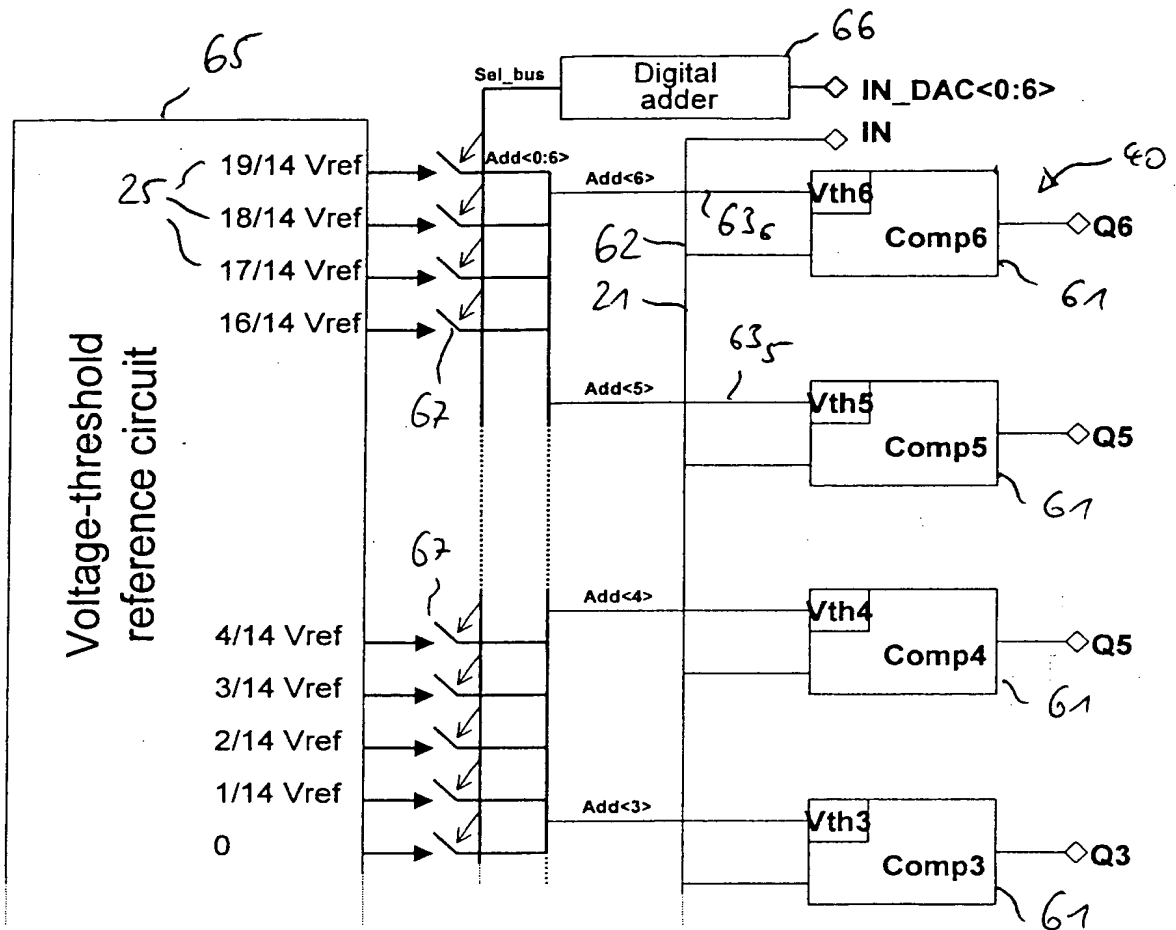 65
66
Sel_bus
Digital
adder
IN_DAC<0:6>
IN
25
19/14 Vref
Add<0:6>
Add<6>
Vth6
40
18/14 Vref
63₆
Comp6
Q6
17/14 Vref
62
61
16/14 Vref
21
67
63₅
Add<5>
Vth5
Comp5
Q5
61
Voltage-threshold
reference circuit
67
Add<4>
Vth4
4/14 Vref
Comp4
Q5
61
3/14 Vref
2/14 Vref
1/14 Vref
Add<3>
Vth3
0
Comp3
Q3
61